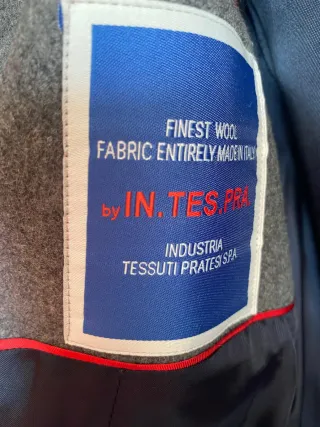 FINEST WOOL
FABRIC ENTIRELY MADE IN ITALY
by IN.TES.PRA.
INDUSTRIA
TESSUTI PRATESI S.P.A.